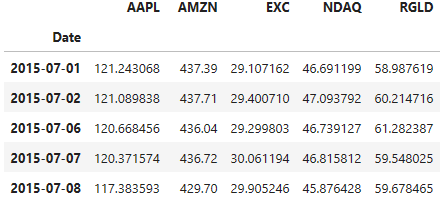 AAPL AMZN EXC NDAQ RGLD
Date
2015-07-01 121.243068 437.39 29.107162 46.691199 58.987619
2015-07-02 121.089838 437.71 29.400710 47.093792 60.214716
2015-07-06 120.668456 436.04 29.299803 46.739127 61.282387
2015-07-07 120.371574 436.72 30.061194 46.815812 59.548025
2015-07-08 117.383593 429.70 29.905246 45.876428 59.678465